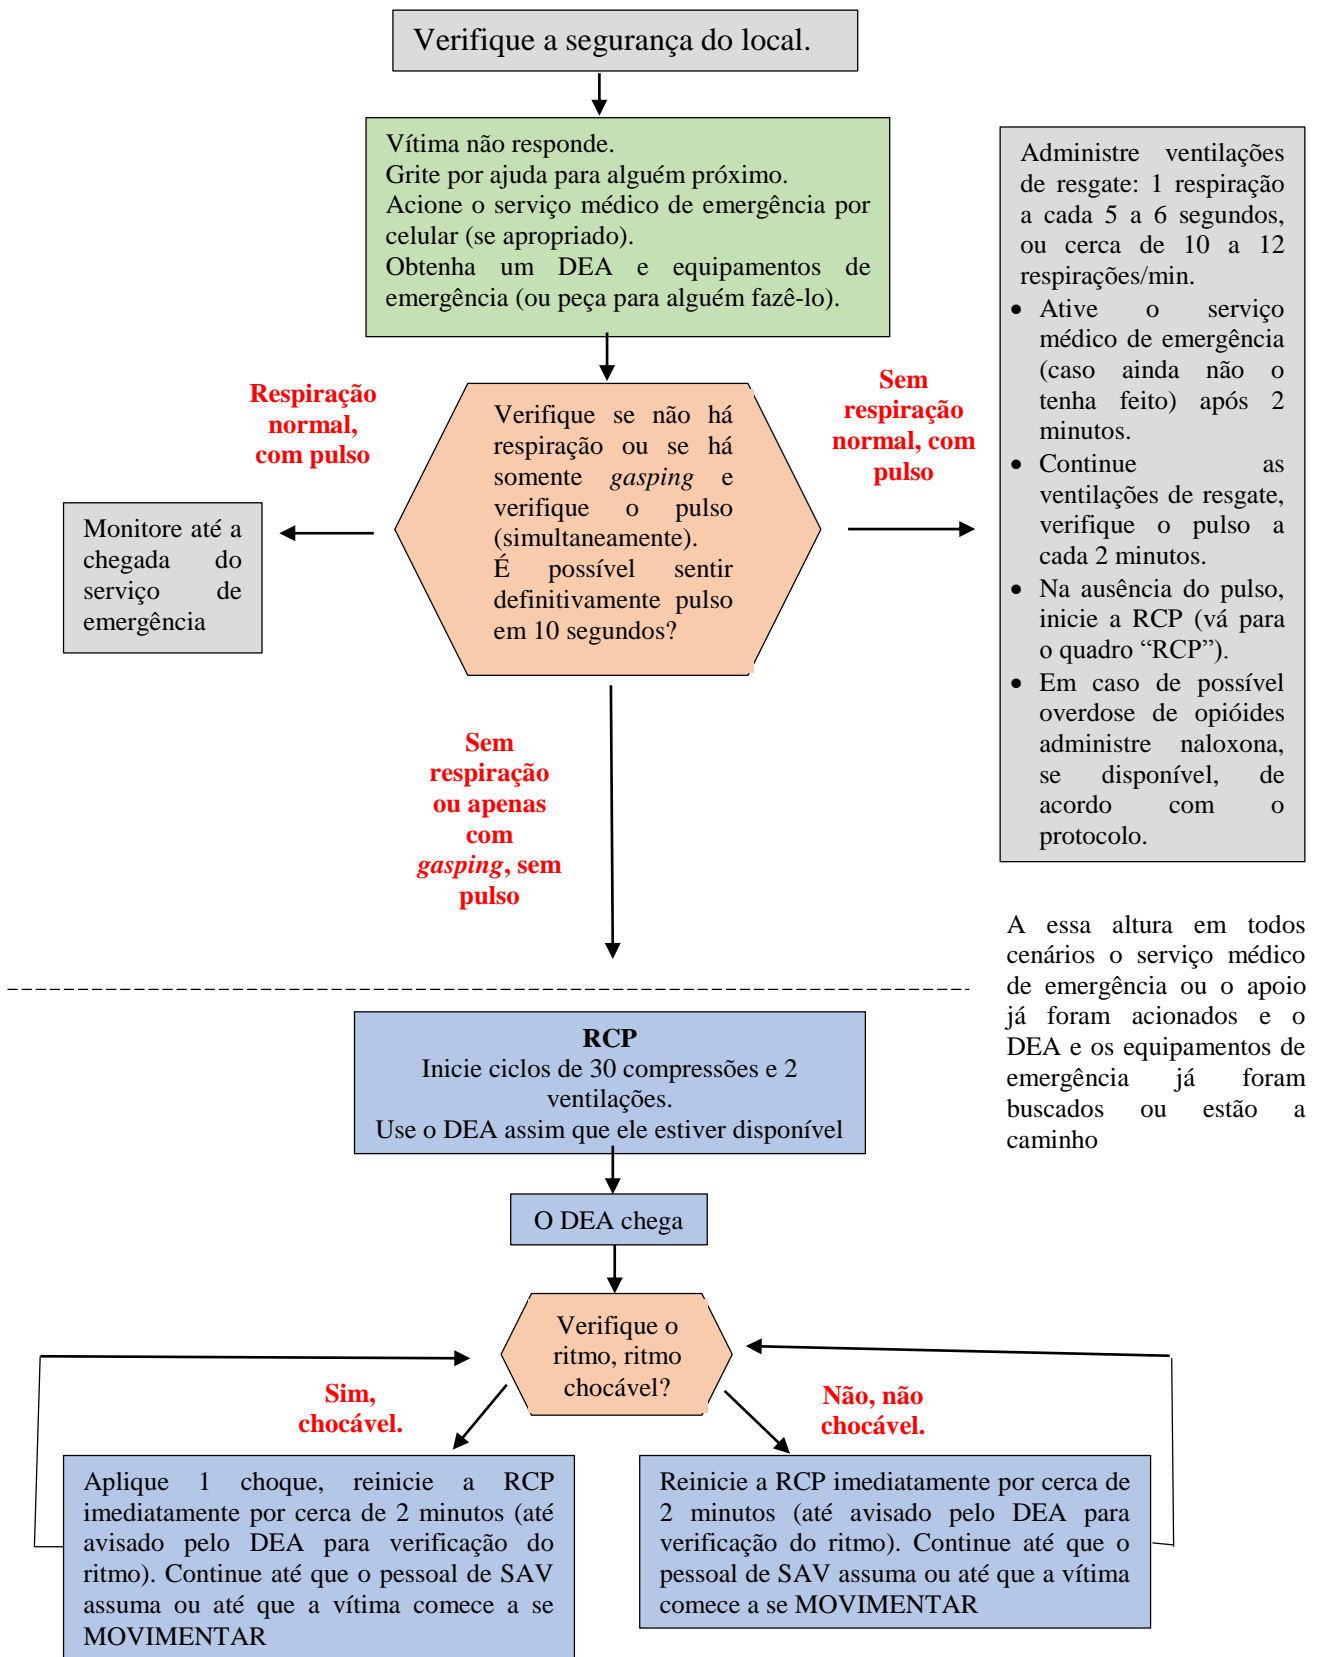 Verifique a segurança do local.
Vítima não responde.
Grite por ajuda para alguém próximo.
Acione o serviço médico de emergência por
celular (se apropriado).
Obtenha um DEA e equipamentos de
emergência (ou peça para alguém fazê-lo).
Respiração
normal,
com pulso
Verifique se não há
respiração ou se há
somente gasping e
verifique o pulso
(simultaneamente).
É possível sentir
definitivamente pulso
em 10 segundos?
Sem
respiração
normal, com
pulso
Monitore até a
chegada do
serviço de
emergência
Administre ventilações
de resgate: 1 respiração
a cada 5 a 6 segundos,
ou cerca de 10 a 12
respirações/min.
• Ative o serviço
médico de emergência
(caso ainda não o
tenha feito) após 2
minutos.
• Continue as
ventilações de resgate,
verifique o pulso a
cada 2 minutos.
• Na ausência do pulso,
inicie a RCP (vá para
o quadro “RCP”).
• Em caso de possível
overdose de opióides
administre naloxona,
se disponível, de
acordo com o
protocolo.
Sem
respiração
ou apenas
com
gasping, sem
pulso
A essa altura em todos
cenários o serviço médico
de emergência ou o apoio
já foram acionados e o
DEA e os equipamentos de
emergência já foram
buscados ou estão a
caminho
RCP
Inicie ciclos de 30 compressões e 2
ventilações.
Use o DEA assim que ele estiver disponível
O DEA chega
Verifique o
ritmo, ritmo
chocável?
Sim,
chocável.
Não, não
chocável.
Aplique 1 choque, reinicie a RCP
imediatamente por cerca de 2 minutos (até
avisado pelo DEA para verificação do
ritmo). Continue até que o pessoal de SAV
assuma ou até que a vítima comece a se
MOVIMENTAR
Reinicie a RCP imediatamente por cerca de
2 minutos (até avisado pelo DEA para
verificação do ritmo). Continue até que o
pessoal de SAV assuma ou até que a vítima
comece a se MOVIMENTAR